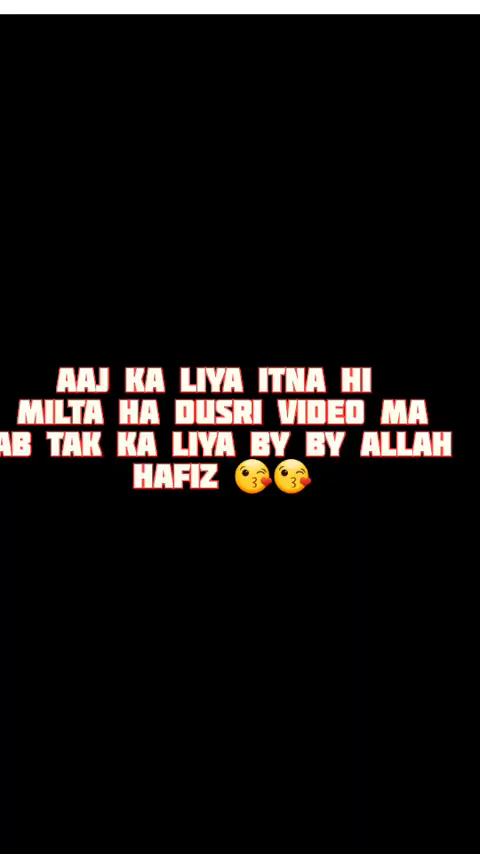 AAJ KA LIYA ITNA HI
MILTA HA DUSRI VIDEO MA
AB TAK KA LIYA BY BY ALLAH
HAFIZ 😘😘